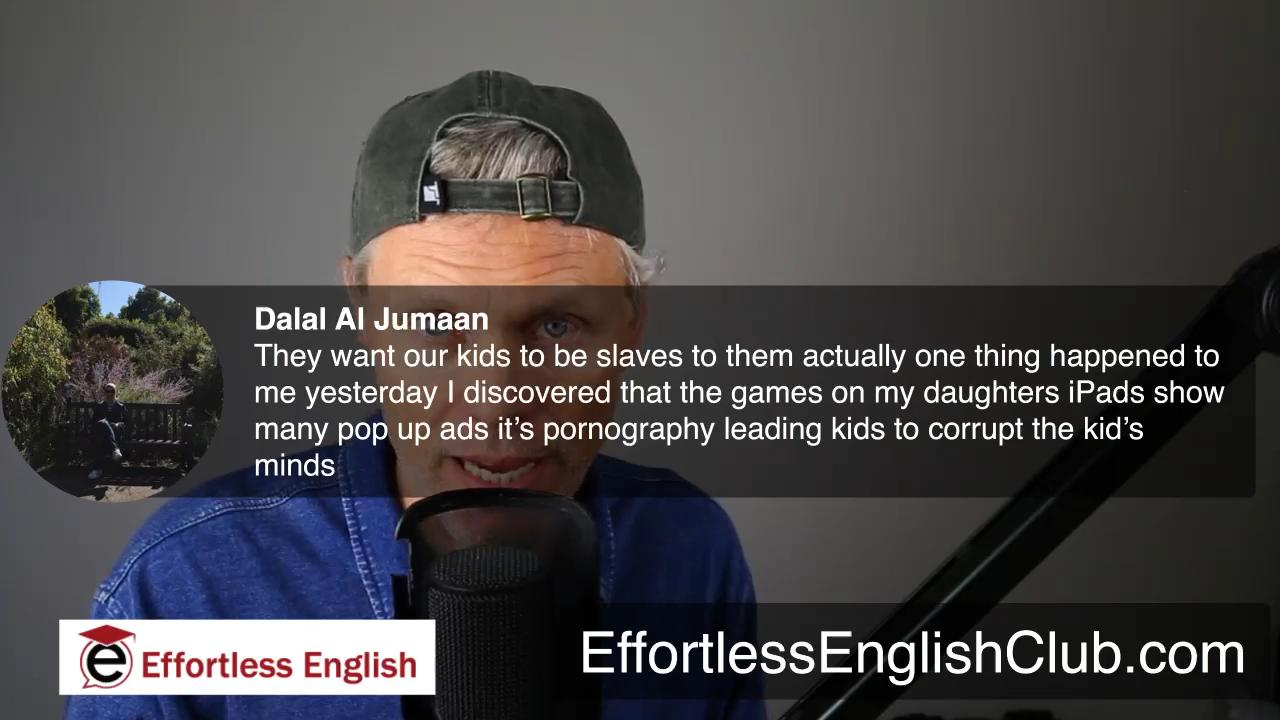 Dalal Al Jumaan
They want our kids to be slaves to them actually one thing happened to
me yesterday I discovered that the games on my daughters iPads show
many pop up ads it’s pornography leading kids to corrupt the kid’s
minds
e Effortless English
EffortlessEnglishClub.com